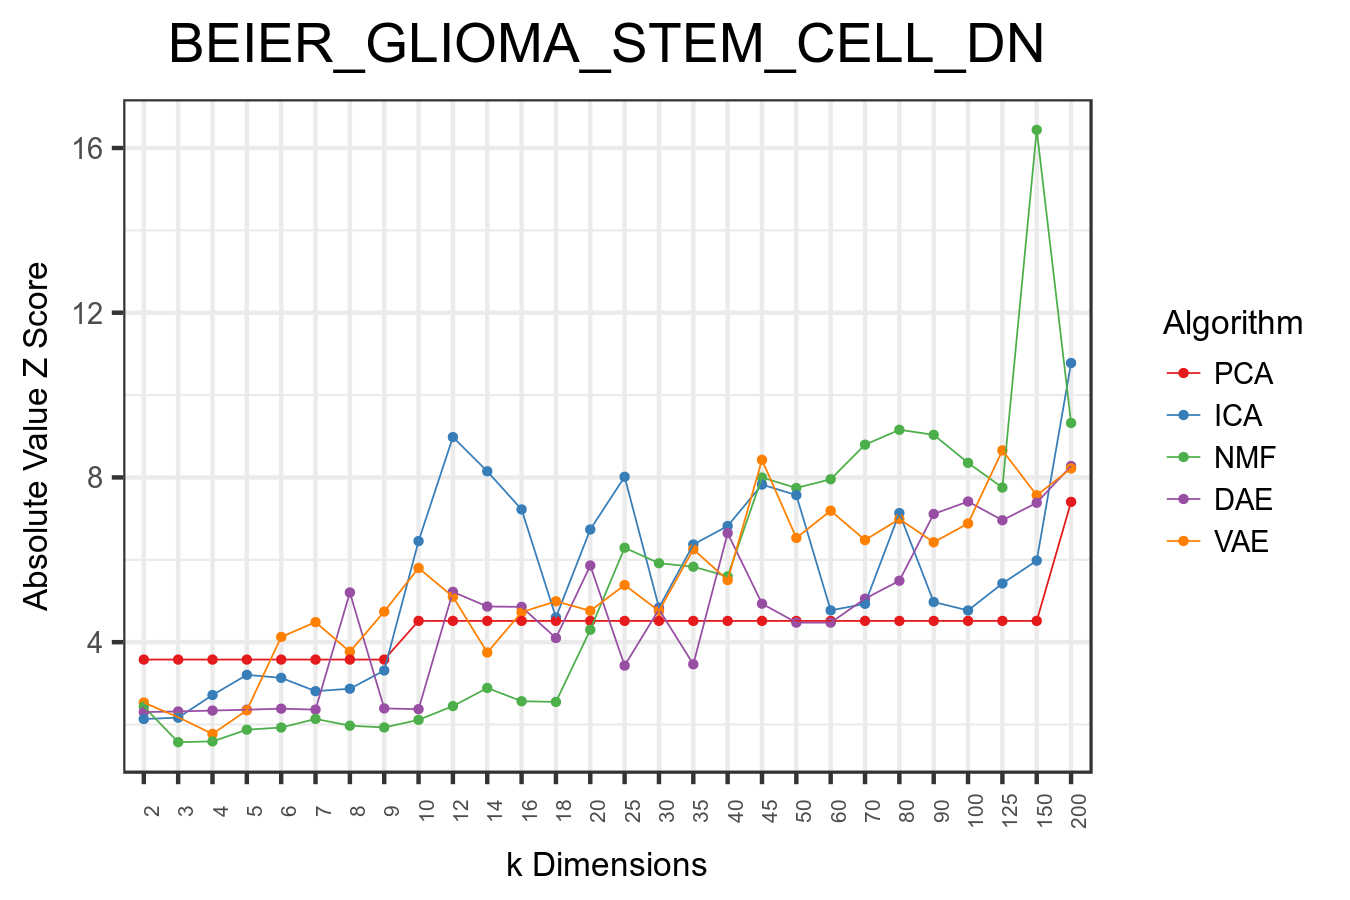 BEIER_GLIOMA_STEM_CELL_DN
Absolute Value Z Score
16
12
8
4
2 3 4 5 6 7 8 9 10 12 14 16 18 20 25 30 35 40 45 50 60 70 80 90 100 125 150 200
k Dimensions
Algorithm
PCA
ICA
NMF
DAE
VAE